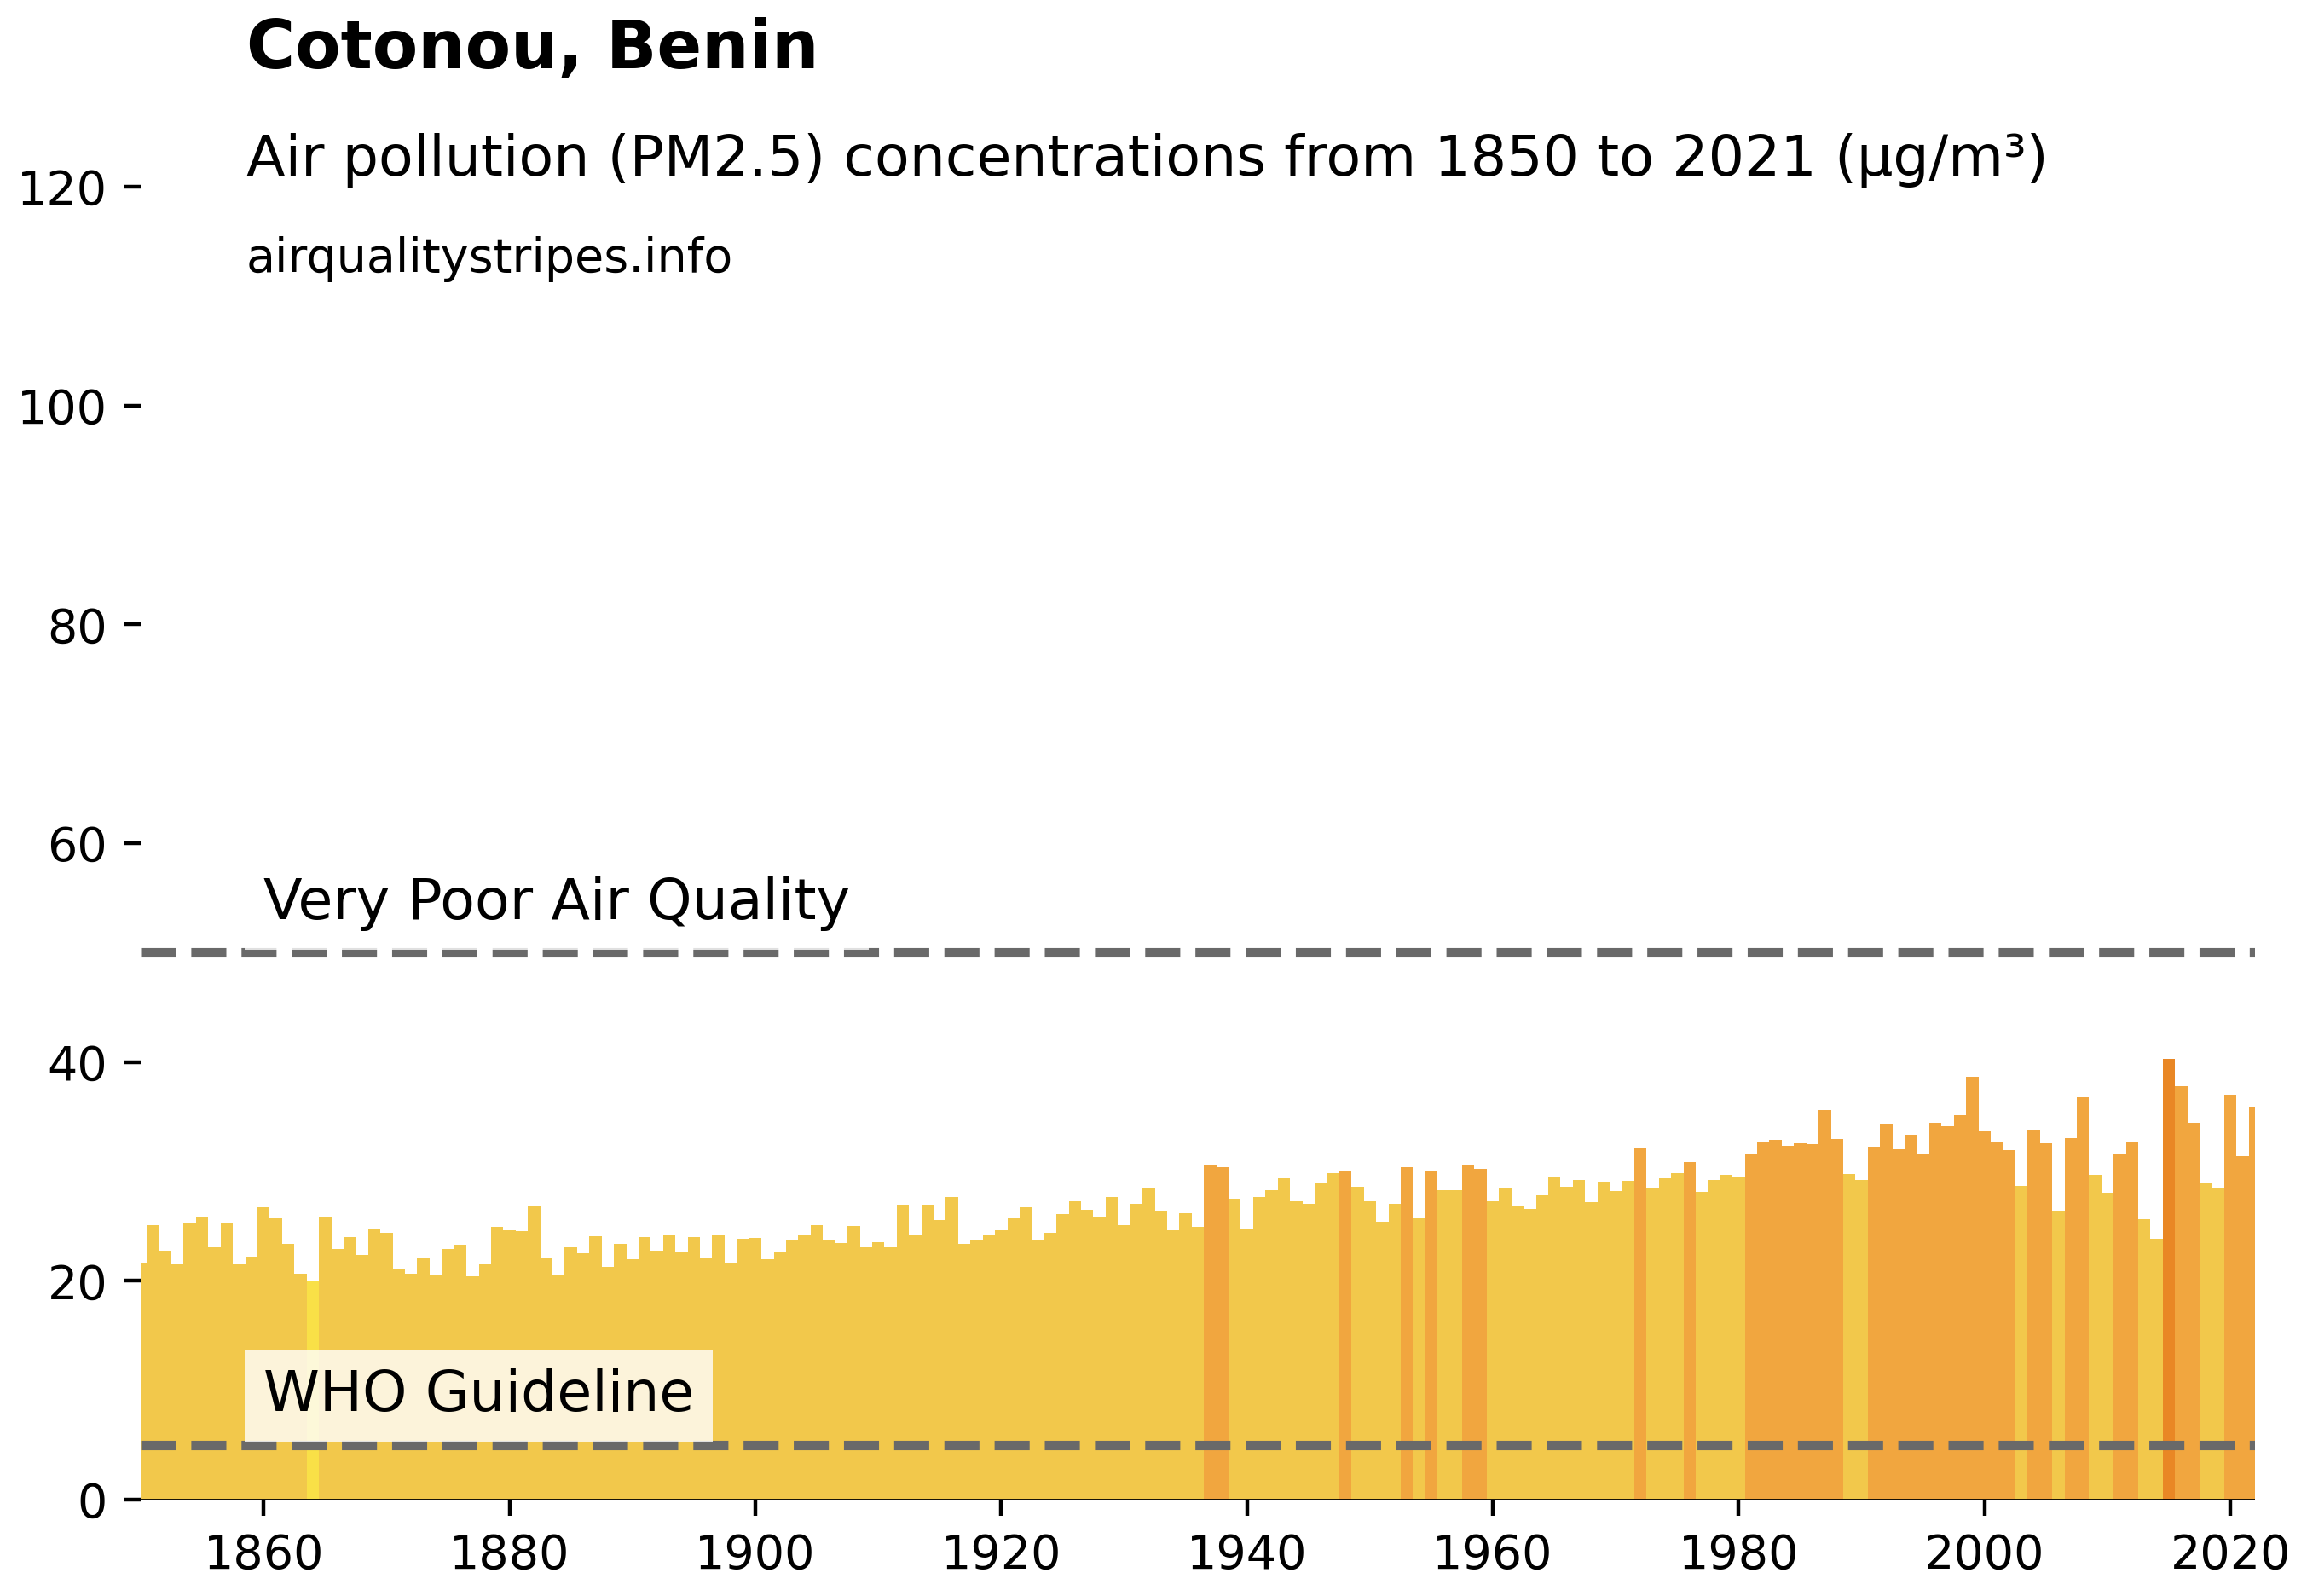 Cotonou, Benin
Air pollution (PM2.5) concentrations from 1850 to 2021 (µg/m³)
airqualitystripes.info
120
100
80
60
Very Poor Air Quality
40
20
WHO Guideline
0
1860 1880 1900 1920 1940 1960 1980 2000 2020